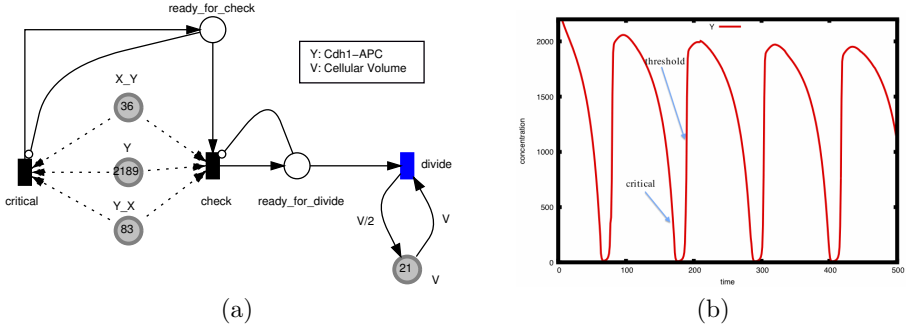 ready_for_check
Y: Cdh1-APC
V: Cellular Volume
X_Y
36
Y
2189
Y_X
83
critical
check
ready_for_divide
divide
V/2
V
21
V
(a)
Y
threshold
critical
concentration
2000
1500
1000
500
0
0
100
200
300
400
500
time
(b)